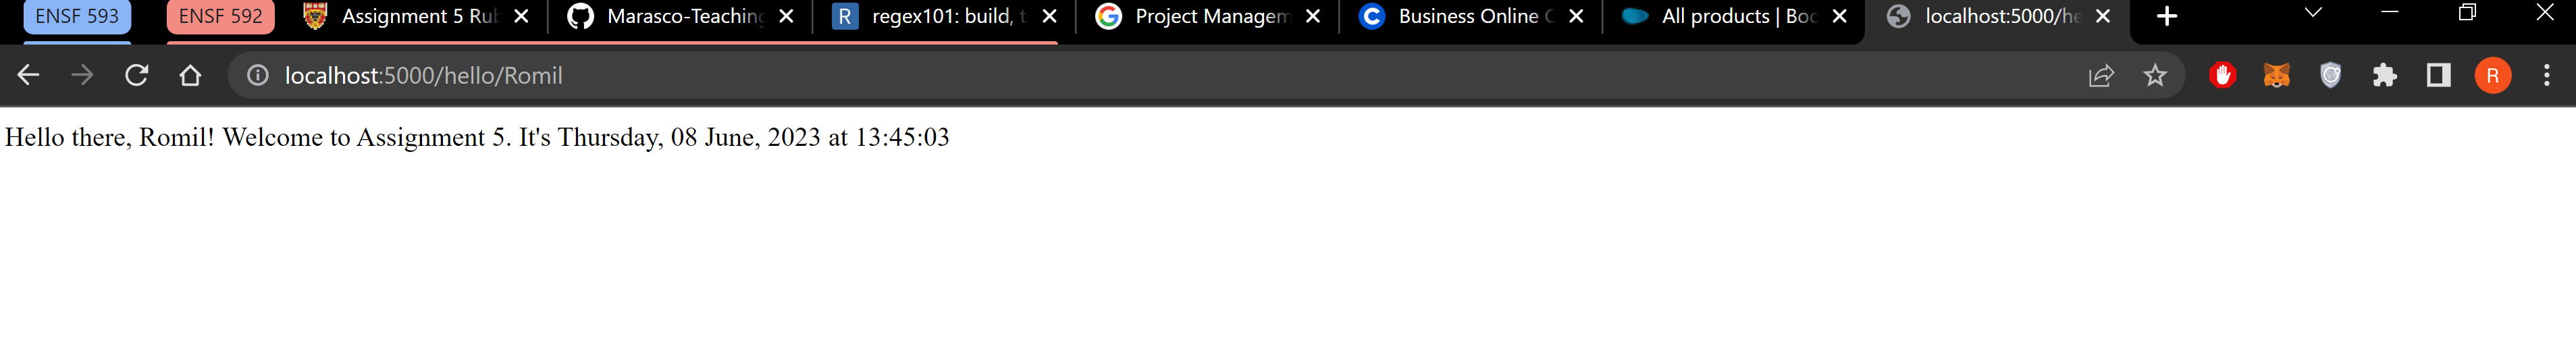 ENSF 593
ENSF 592
Assignment 5 Rub
Marasco-Teaching
R
regex101: build, t
G
Project Managem
C
Business Online C
All products | Boc
localhost:5000/he
localhost:5000/hello/Romil
R
Hello there, Romil! Welcome to Assignment 5. It's Thursday, 08 June, 2023 at 13:45:03